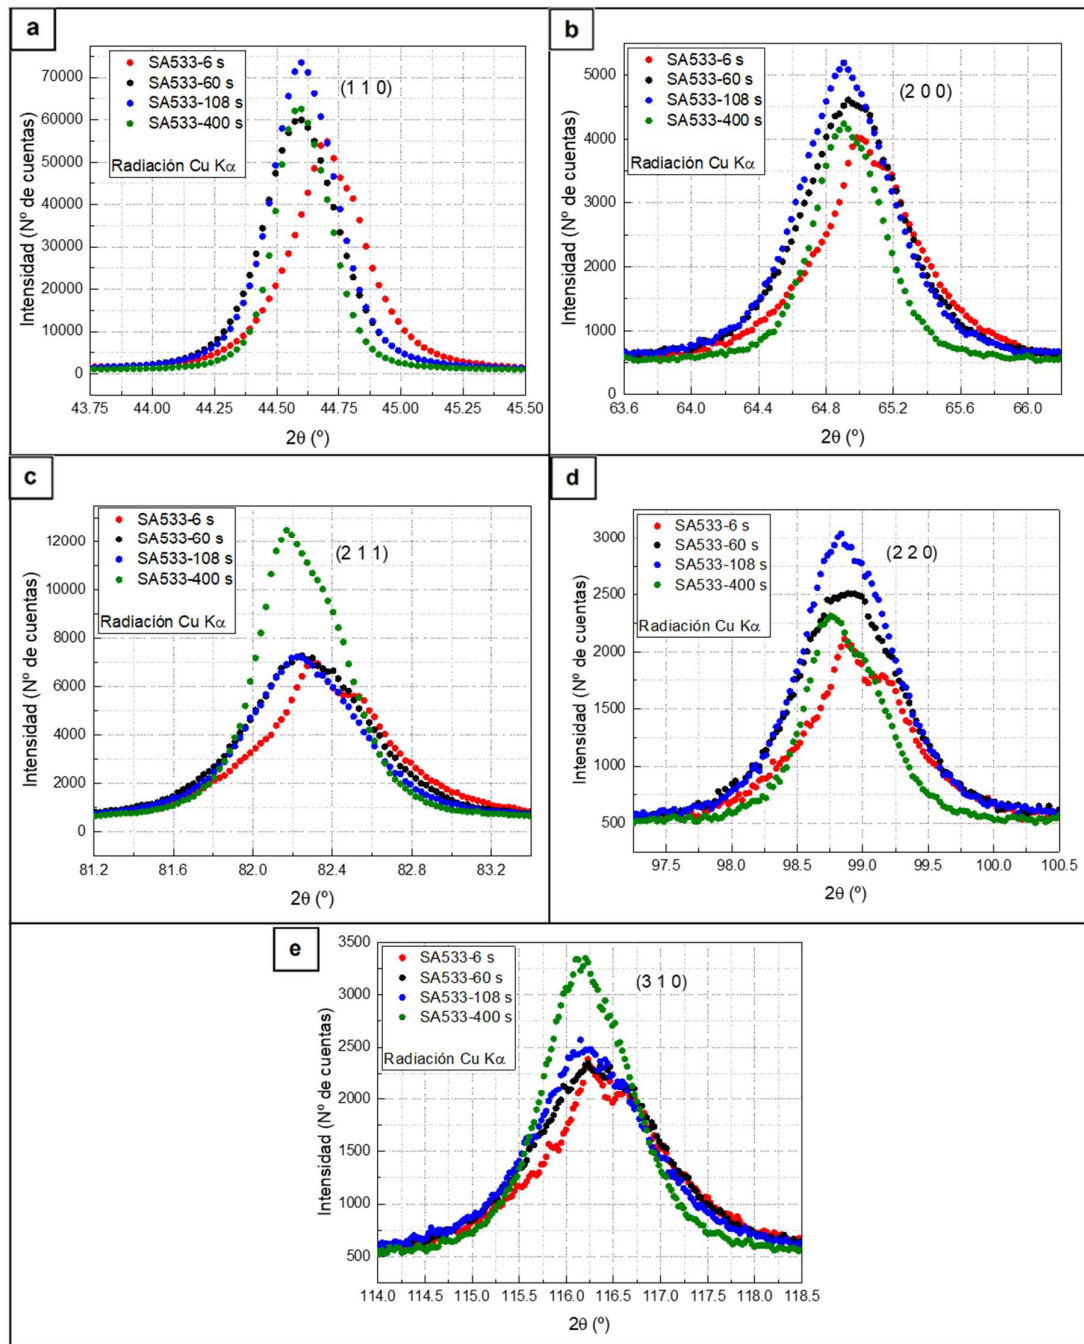 a
SA533-6 s
SA533-60 s
SA533-108 s
SA533-400 s
Radiación Cu Kα
(1 1 0)
Intensidad (Nº de cuentas)
70000
60000
50000
40000
30000
20000
10000
0
43.75 44.00 44.25 44.50 44.75 45.00 45.25 45.50
2θ (º)
b
SA533-6 s
SA533-60 s
SA533-108 s
SA533-400 s
Radiación Cu Kα
(2 0 0)
Intensidad (Nº de cuentas)
5000
4000
3000
2000
1000
0
63.6 64.0 64.4 64.8 65.2 65.6 66.0
2θ (º)
c
SA533-6 s
SA533-60 s
SA533-108 s
SA533-400 s
Radiación Cu Kα
(2 1 1)
Intensidad (Nº de cuentas)
12000
10000
8000
6000
4000
2000
0
81.2 81.6 82.0 82.4 82.8 83.2
2θ (º)
d
SA533-6 s
SA533-60 s
SA533-108 s
SA533-400 s
Radiación Cu Kα
(2 2 0)
Intensidad (Nº de cuentas)
3000
2500
2000
1500
1000
500
97.5 98.0 98.5 99.0 99.5 100.0 100.5
2θ (º)
e
SA533-6 s
SA533-60 s
SA533-108 s
SA533-400 s
Radiación Cu Kα
(3 1 0)
Intensidad (Nº de cuentas)
3500
3000
2500
2000
1500
1000
500
114.0 114.5 115.0 115.5 116.0 116.5 117.0 117.5 118.0 118.5
2θ (º)